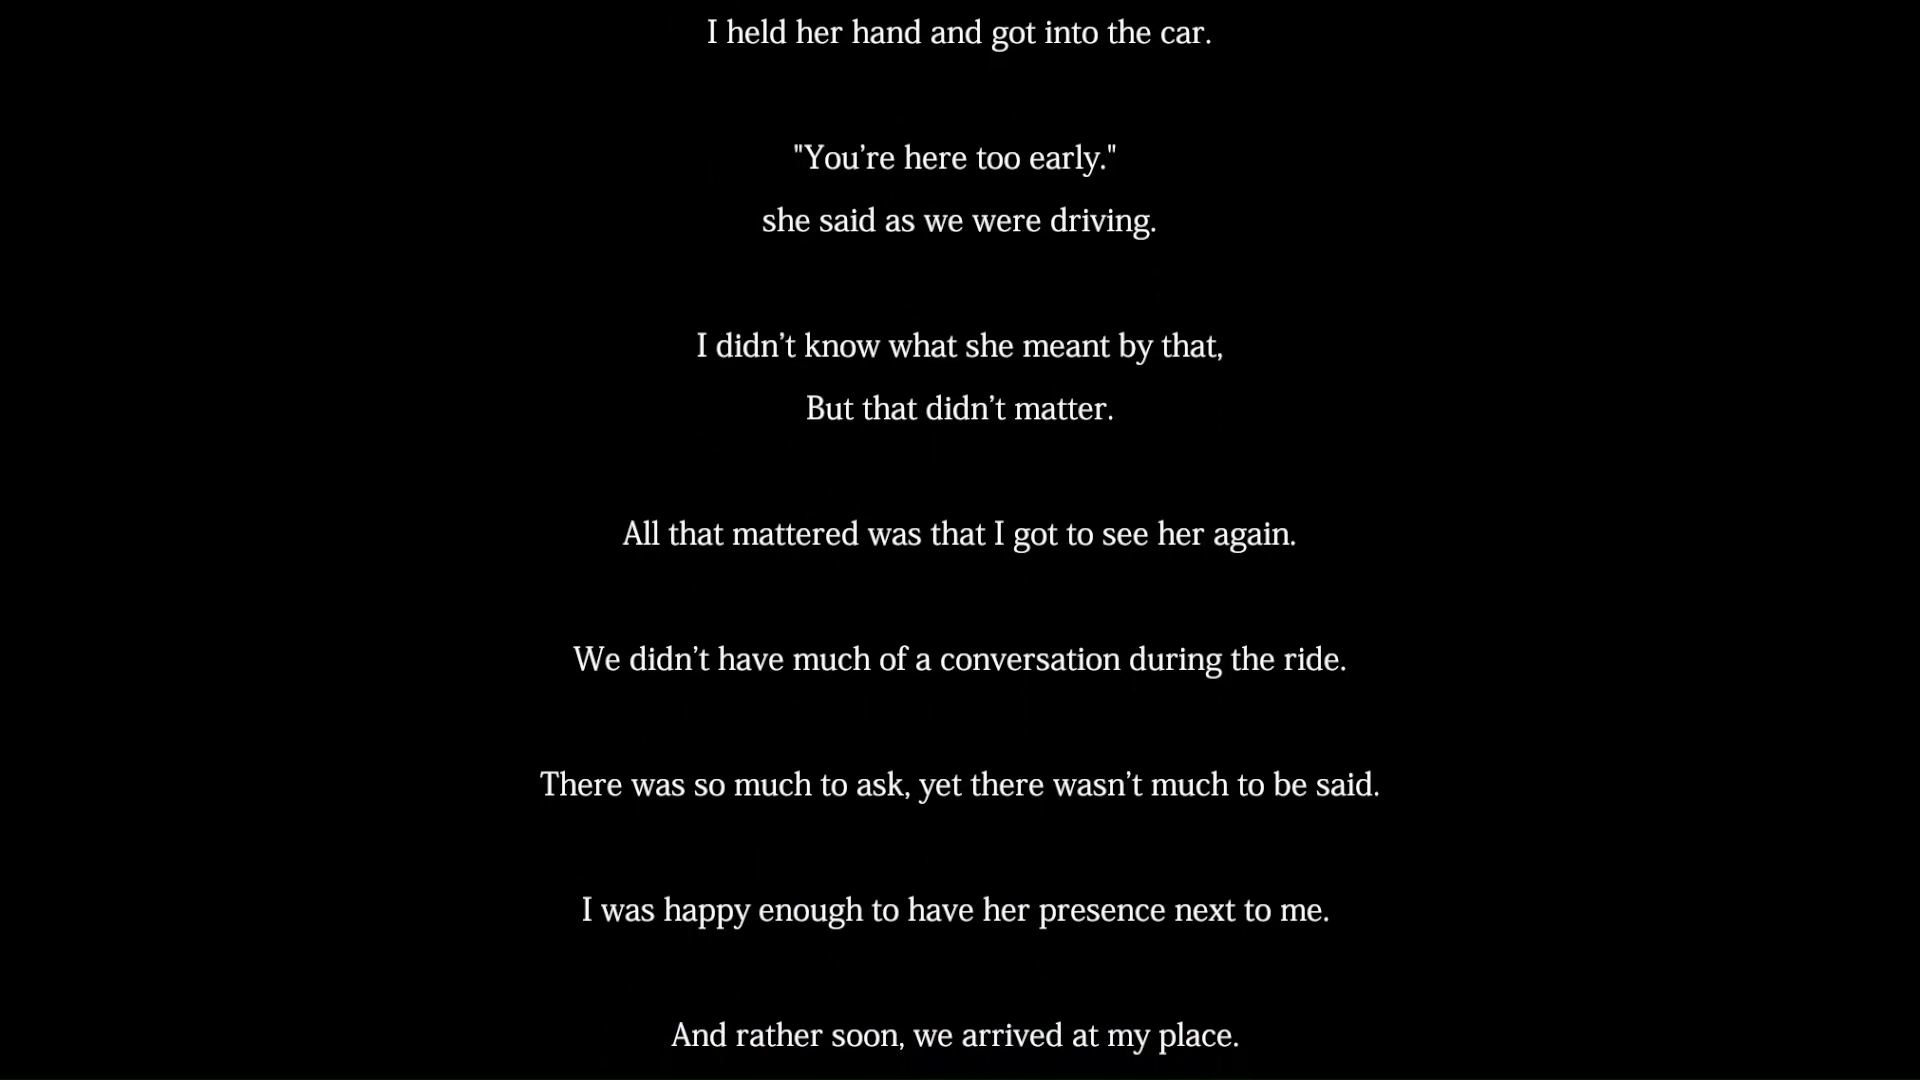 I held her hand and got into the car.
"You’re here too early."
she said as we were driving.
I didn’t know what she meant by that,
But that didn’t matter.
All that mattered was that I got to see her again.
We didn’t have much of a conversation during the ride.
There was so much to ask, yet there wasn’t much to be said.
I was happy enough to have her presence next to me.
And rather soon, we arrived at my place.